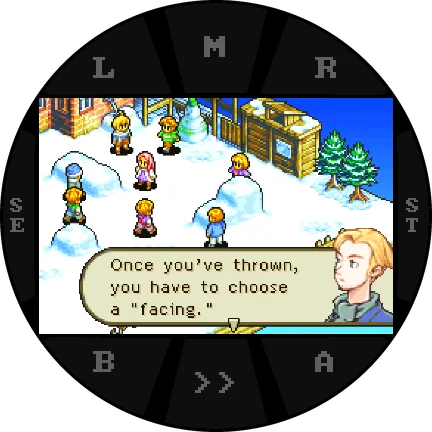 M
L
R
SE
ST
Once you've thrown,
you have to choose
a "facing."
B
>>
A